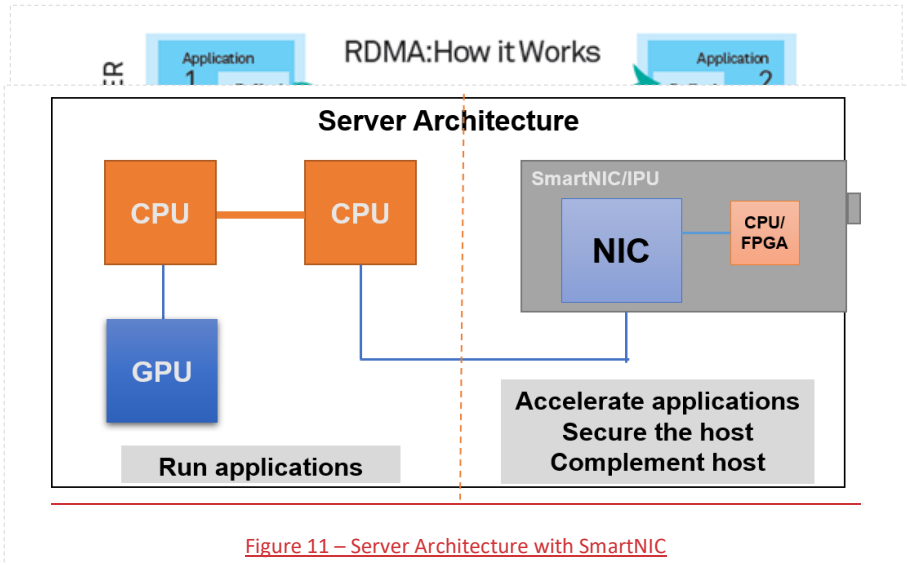 RDMA:How it Works
Application
1
Application
2
ER
Server Architecture
CPU
CPU
SmartNIC/IPU
NIC
CPU/
FPGA
GPU
Accelerate applications
Secure the host
Complement host
Run applications
Figure 11 – Server Architecture with SmartNIC